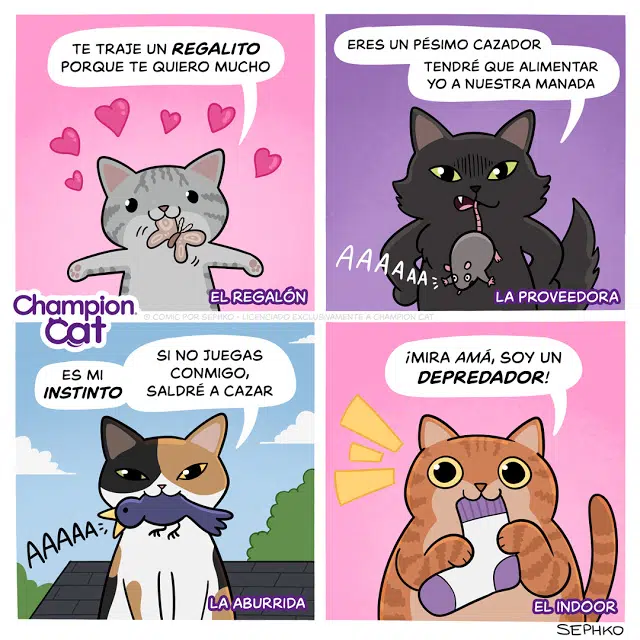 TE TRAJE UN REGALITO
PORQUE TE QUIERO MUCHO
EL REGALÓN
ERES UN PÉSIMO CAZADOR
TENDRÉ QUE ALIMENTAR
YO A NUESTRA MANADA
AAAAAA
LA PROVEEDORA
Champion
Cat
© COMIC POR SEPHKO - LICENCIADO EXCLUSIVAMENTE A CHAMPION CAT
ES MI
INSTINTO
SI NO JUEGAS
CONMIGO,
SALDRÉ A CAZAR
AAAAA
LA ABURRIDA
¡MIRA AMÁ, SOY UN
DEPREDADOR!
EL INDOOR
SEPHKO